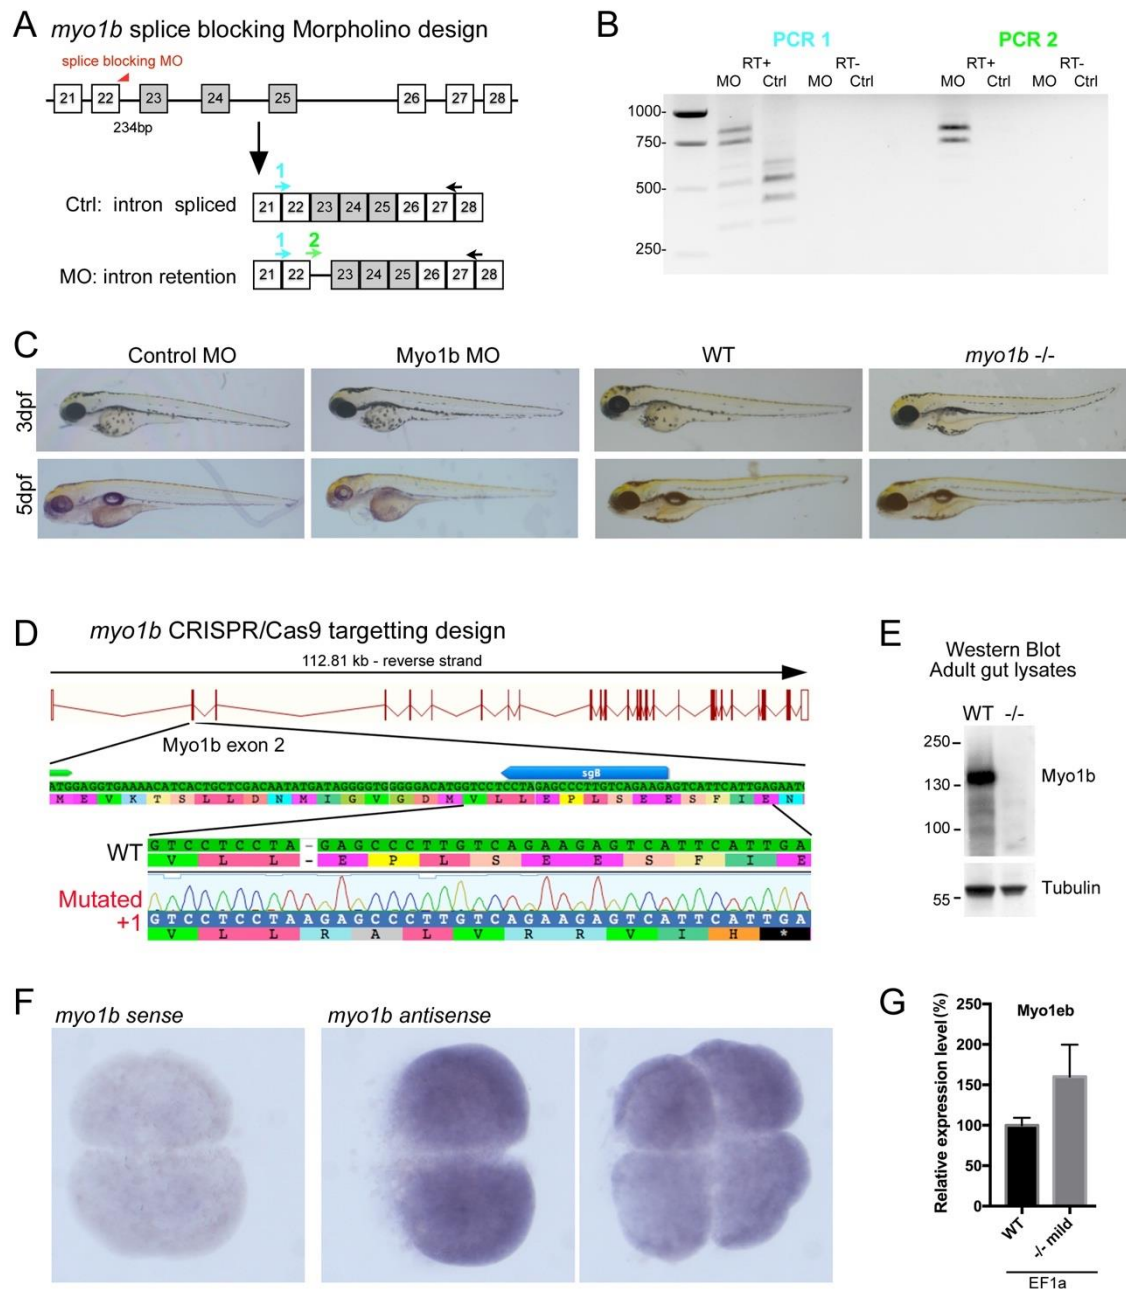 A myo1b splice blocking Morpholino design
splice blocking MO
21 22 23 24 25 26 27 28
234bp
1
Ctrl: intron spliced
21 22 23 24 25 26 27 28
1 2
MO: intron retention
21 22 23 24 25 26 27 28
B
PCR 1 PCR 2
RT+ RT- RT+ RT-
MO Ctrl MO Ctrl MO Ctrl MO Ctrl
1000-
750-
500-
250-
C
Control MO Myo1b MO WT myo1b -/-
3dpf
5dpf
D myo1b CRISPR/Cas9 targetting design
112.81 kb - reverse strand
Myo1b exon 2
sgB
ATGGAGGTGAAAACATCACTGCTCGACAATATGATAGGGGTGGGGGACATGGTCCTCCTAGAGCCCTTGTCAGAAGAGTCATTCATTGAGAAT
M E V K T S L L D N M I G V G D M V L L E P L S E E S F I E N
WT
GTCCTCCTA-GAGCCCTTGTCAGAAGAGTCATTCATTGA
V L L - E P L S E E S F I E
Mutated
+1
GTCCTCCTAAGAGCCCTTGTCAGAAGAGTCATTCATTGA
V L L R A L V R R V I H *
E
Western Blot
Adult gut lysates
WT -/-
250-
130-
100-
55-
Myo1b
Tubulin
F
myo1b sense myo1b antisense
G
Myo1eb
Relative expression level (%)
250
200
150
100
50
0
WT -/- mild
EF1a